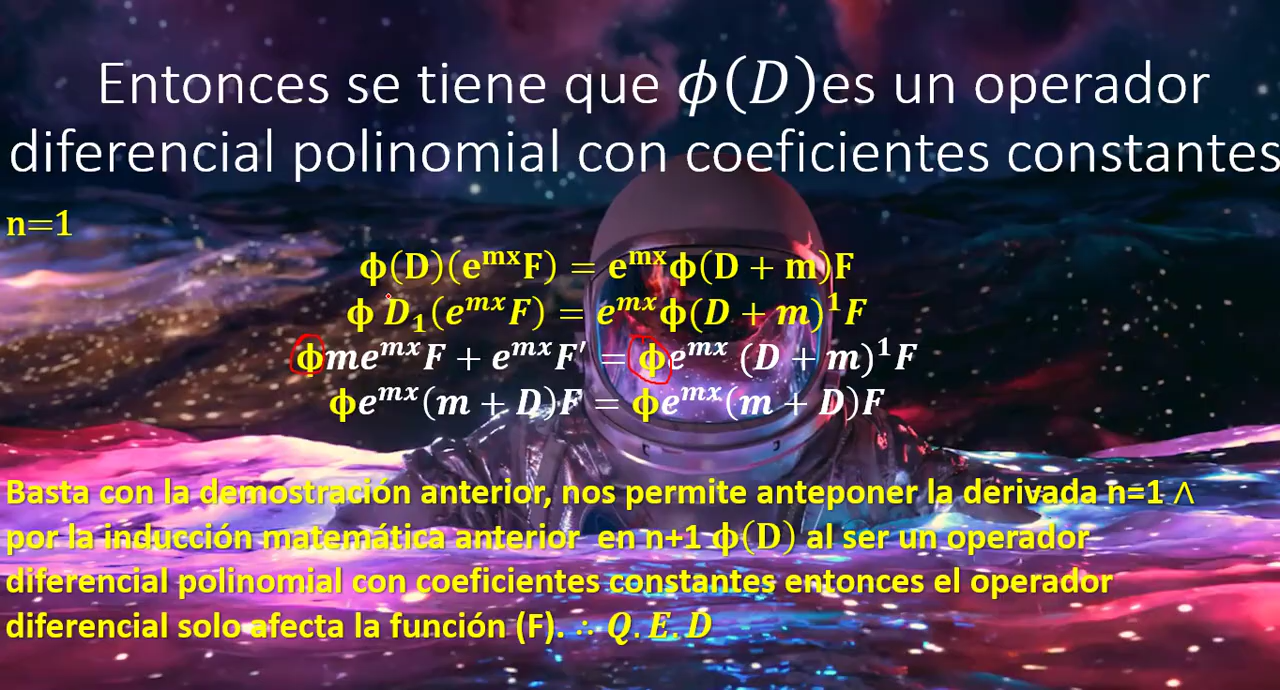 Entonces se tiene que ϕ(D)es un operador
diferencial polinomial con coeficientes constantes
n=1
ϕ(D)(eᵐˣF) = eᵐˣϕ(D + m)F
ϕ D₁(eᵐˣF) = eᵐˣϕ(D + m)¹F
ϕmeᵐˣF + eᵐˣF′ = ϕeᵐˣ (D + m)¹F
ϕeᵐˣ(m + D)F = ϕeᵐˣ(m + D)F
Basta con la demostración anterior, nos permite anteponer la derivada n=1 ∧
por la inducción matemática anterior en n+1 ϕ(D) al ser un operador
diferencial polinomial con coeficientes constantes entonces el operador
diferencial solo afecta la función (F). ∴ Q.E.D